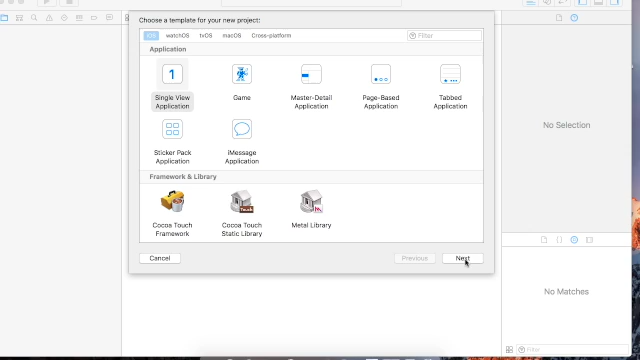 Choose a template for your new project:
iOS watchOS tvOS macOS Cross-platform Filter
Application
1
Single View Application
Game
Master-Detail Application
Page-Based Application
Tabbed Application
Sticker Pack Application
iMessage Application
Framework & Library
Cocoa Touch Framework
Touch
Cocoa Touch Static Library
Metal Library
Cancel Previous Next
No Selection
No Matches
Filter